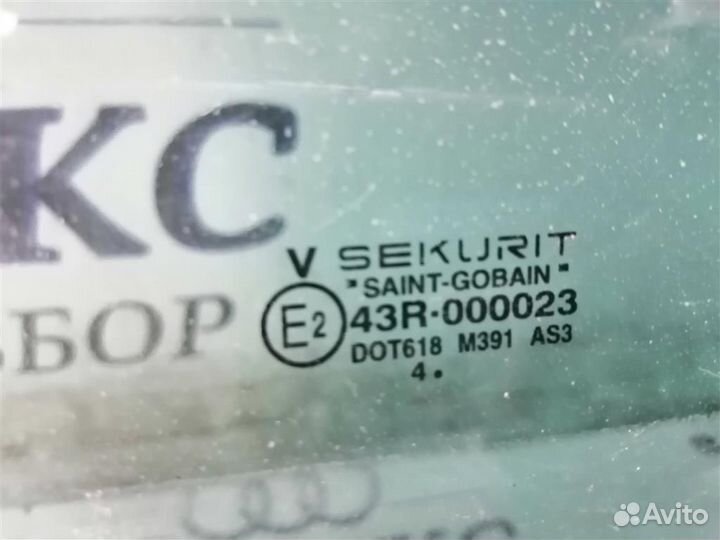 КС
БОР
V SEKURIT
"SAINT-GOBAIN"
E2 43R-000023
DOT618 M391 AS3
4 .
Avito